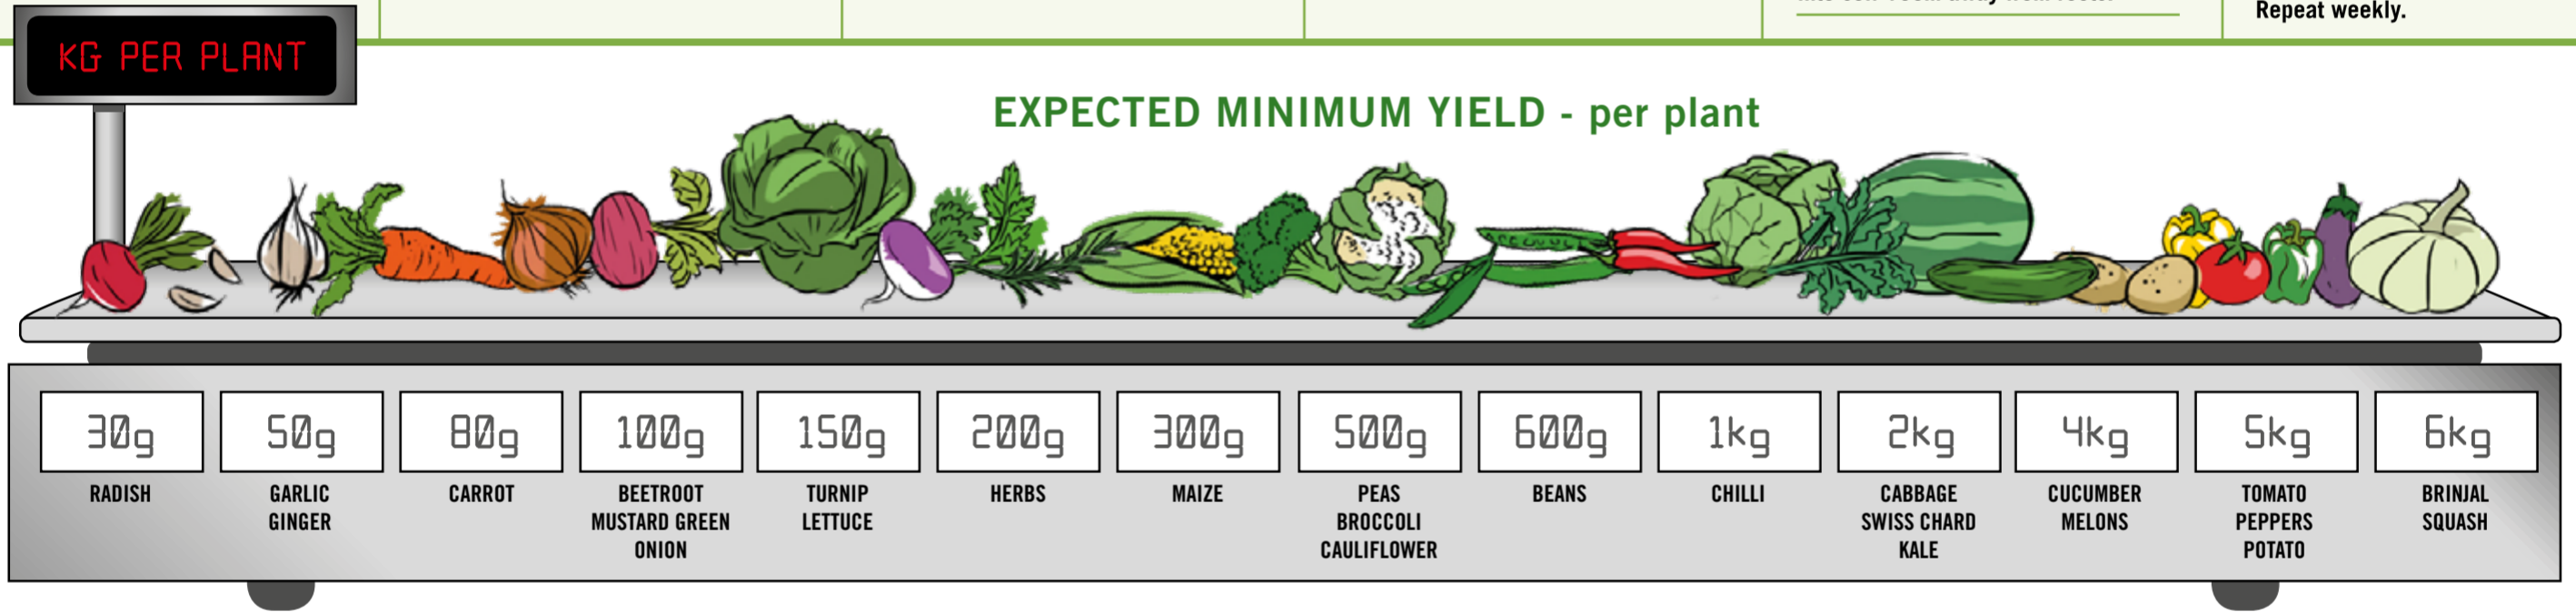 Repeat weekly.
KG PER PLANT
EXPECTED MINIMUM YIELD - per plant
30g
RADISH
50g
GARLIC
GINGER
80g
CARROT
100g
BEETROOT
MUSTARD GREEN
ONION
150g
TURNIP
LETTUCE
200g
HERBS
300g
MAIZE
500g
PEAS
BROCCOLI
CAULIFLOWER
600g
BEANS
1kg
CHILLI
2kg
CABBAGE
SWISS CHARD
KALE
4kg
CUCUMBER
MELONS
5kg
TOMATO
PEPPERS
POTATO
6kg
BRINJAL
SQUASH